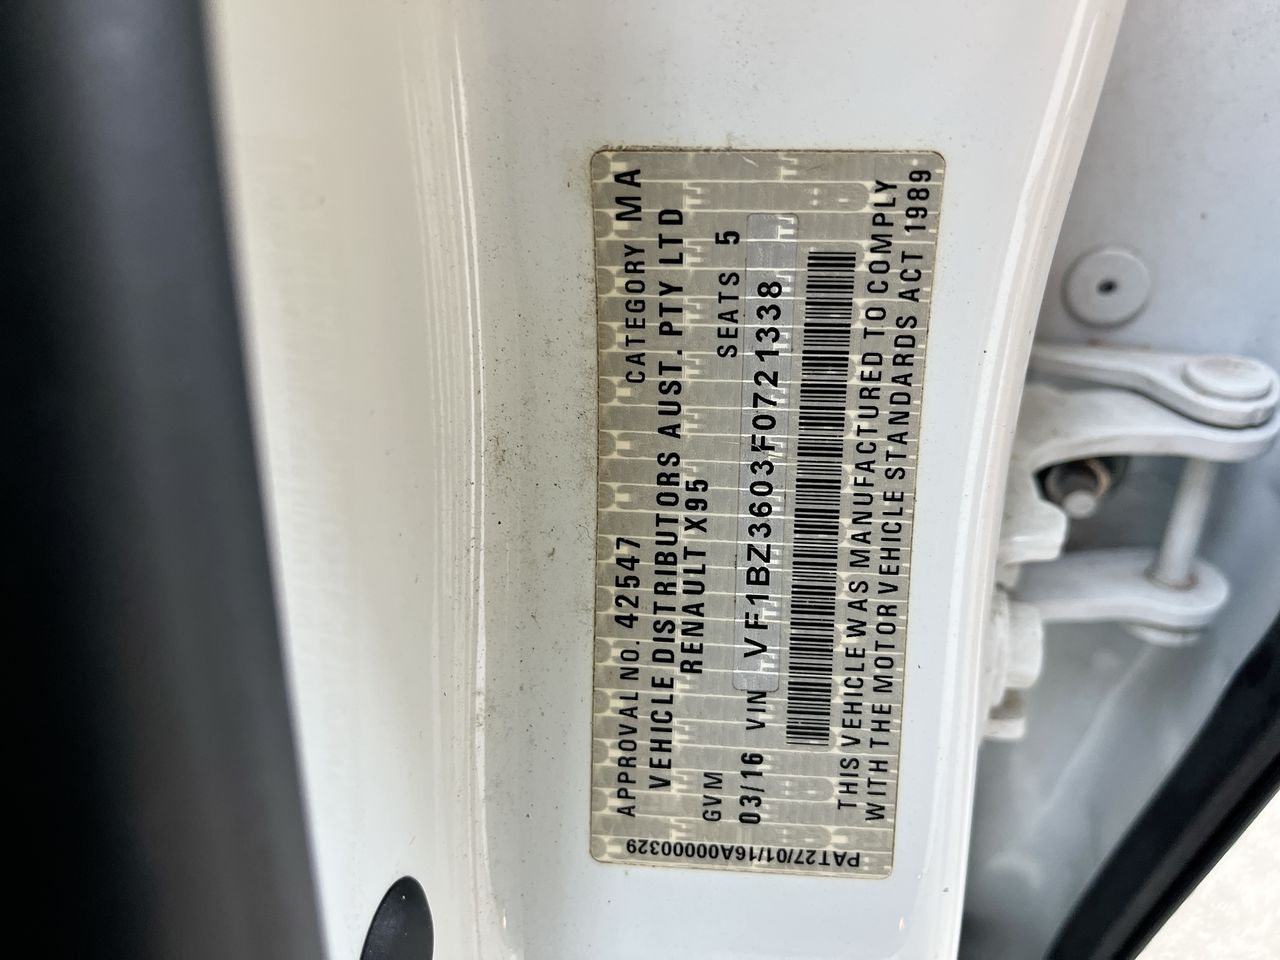 APPROVAL NO. 42547 CATEGORY MA
VEHICLE DISTRIBUTORS AUST. PTY LTD
RENAULT X95
GVM SEATS 5
03/16 VIN VF1BZ3603F0721338
THIS VEHICLE WAS MANUFACTURED TO COMPLY
WITH THE MOTOR VEHICLE STANDARDS ACT 1989.
PAT27/01/16A00000329